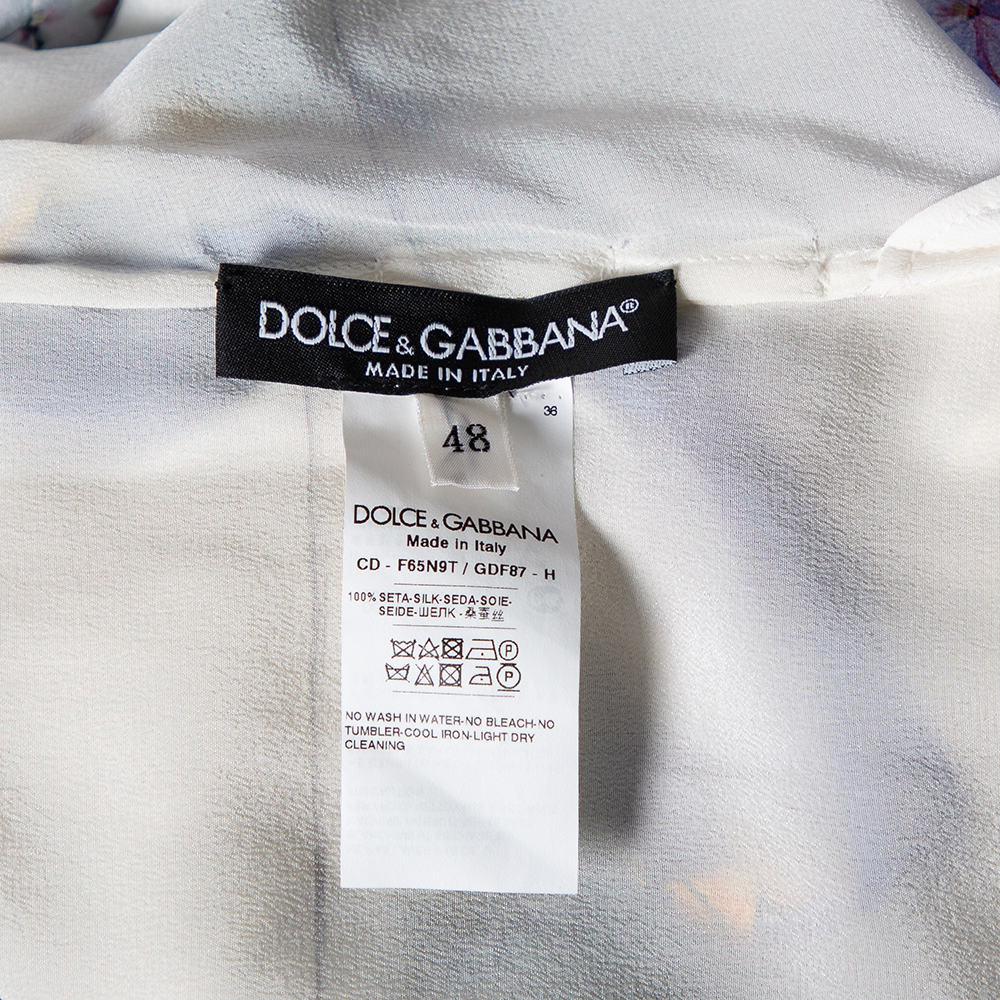 DOLCE & GABBANA®
MADE IN ITALY
36
48
DOLCE & GABBANA
Made in Italy
CD - F65N9T / GDF87 - H
100% SETA-SILK-SEDA-SOIE-
SEIDE-ШЕЛК-桑蚕丝
P
P
NO WASH IN WATER-NO BLEACH-NO
TUMBLER-COOL IRON-LIGHT DRY
CLEANING